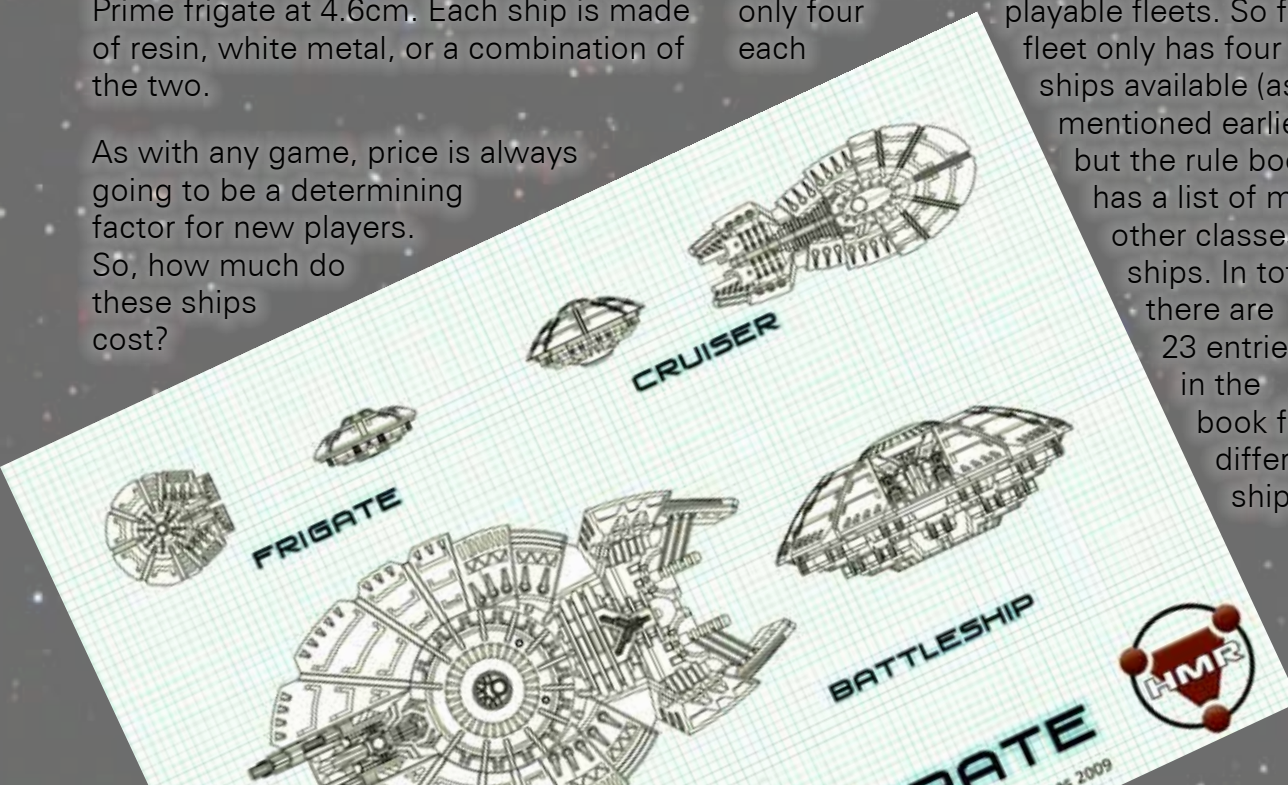 Prime frigate at 4.6cm. Each ship is made
of resin, white metal, or a combination of
the two.
As with any game, price is always
going to be a determining
factor for new players.
So, how much do
these ships
cost?
only four
each
playable fleets. So
fleet only has four
ships available
mentioned
but the rule
has a list of
other
ships. In
there are
23
in the
book
ship
CRUISER
FRIGATE
BATTLESHIP
HMR
2009